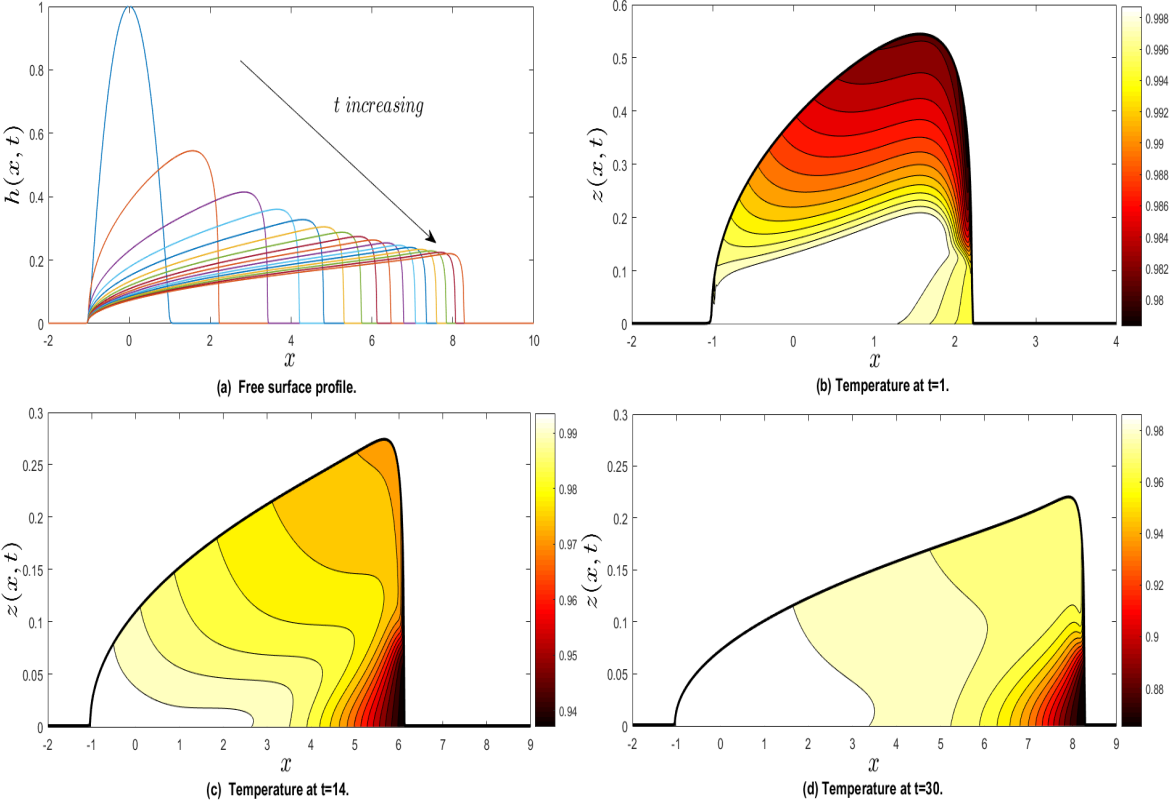 1
0.8
0.6
0.4
0.2
0
h(x, t)
t increasing
-2 0 2 4 6 8 10
x
(a) Free surface profile.
0.6
0.5
0.4
0.3
0.2
0.1
0
z(x, t)
-2 -1 0 1 2 3 4
x
0.998
0.996
0.994
0.992
0.99
0.988
0.986
0.984
0.982
0.98
(b) Temperature at t=1.
0.3
0.25
0.2
0.15
0.1
0.05
0
z(x, t)
-2 -1 0 1 2 3 4 5 6 7 8 9
x
0.99
0.98
0.97
0.96
0.95
0.94
(c) Temperature at t=14.
0.3
0.25
0.2
0.15
0.1
0.05
0
z(x, t)
-2 -1 0 1 2 3 4 5 6 7 8 9
x
0.98
0.96
0.94
0.92
0.9
0.88
(d) Temperature at t=30.